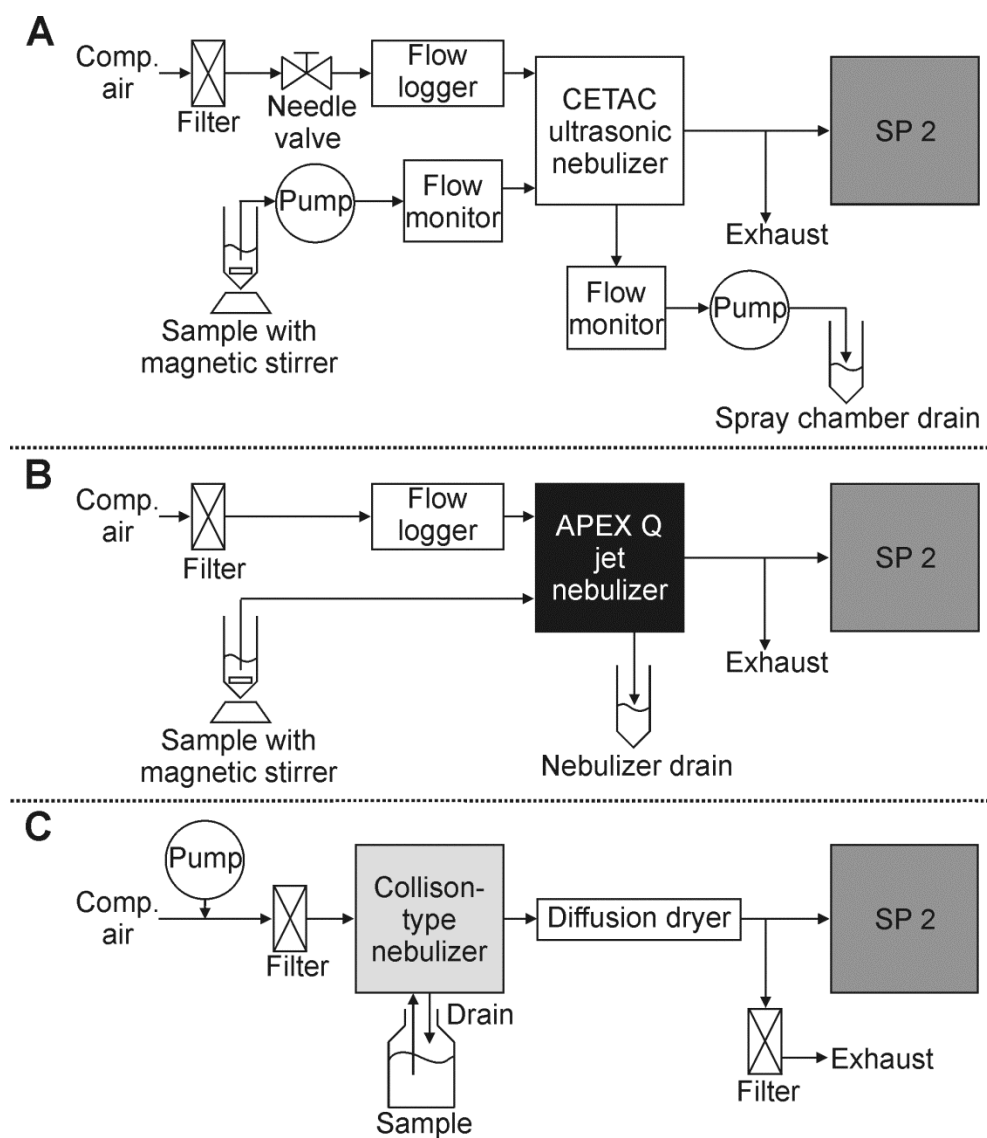 A
Comp.
air
Filter
Needle
valve
Flow
logger
CETAC
ultrasonic
nebulizer
SP 2
Pump
Flow
monitor
Exhaust
Sample with
magnetic stirrer
Flow
monitor
Pump
Spray chamber drain
B
Comp.
air
Filter
Flow
logger
APEX Q
jet
nebulizer
SP 2
Exhaust
Sample with
magnetic stirrer
Nebulizer drain
C
Pump
Comp.
air
Filter
Collison-
type
nebulizer
Diffusion dryer
SP 2
Drain
Sample
Filter
Exhaust